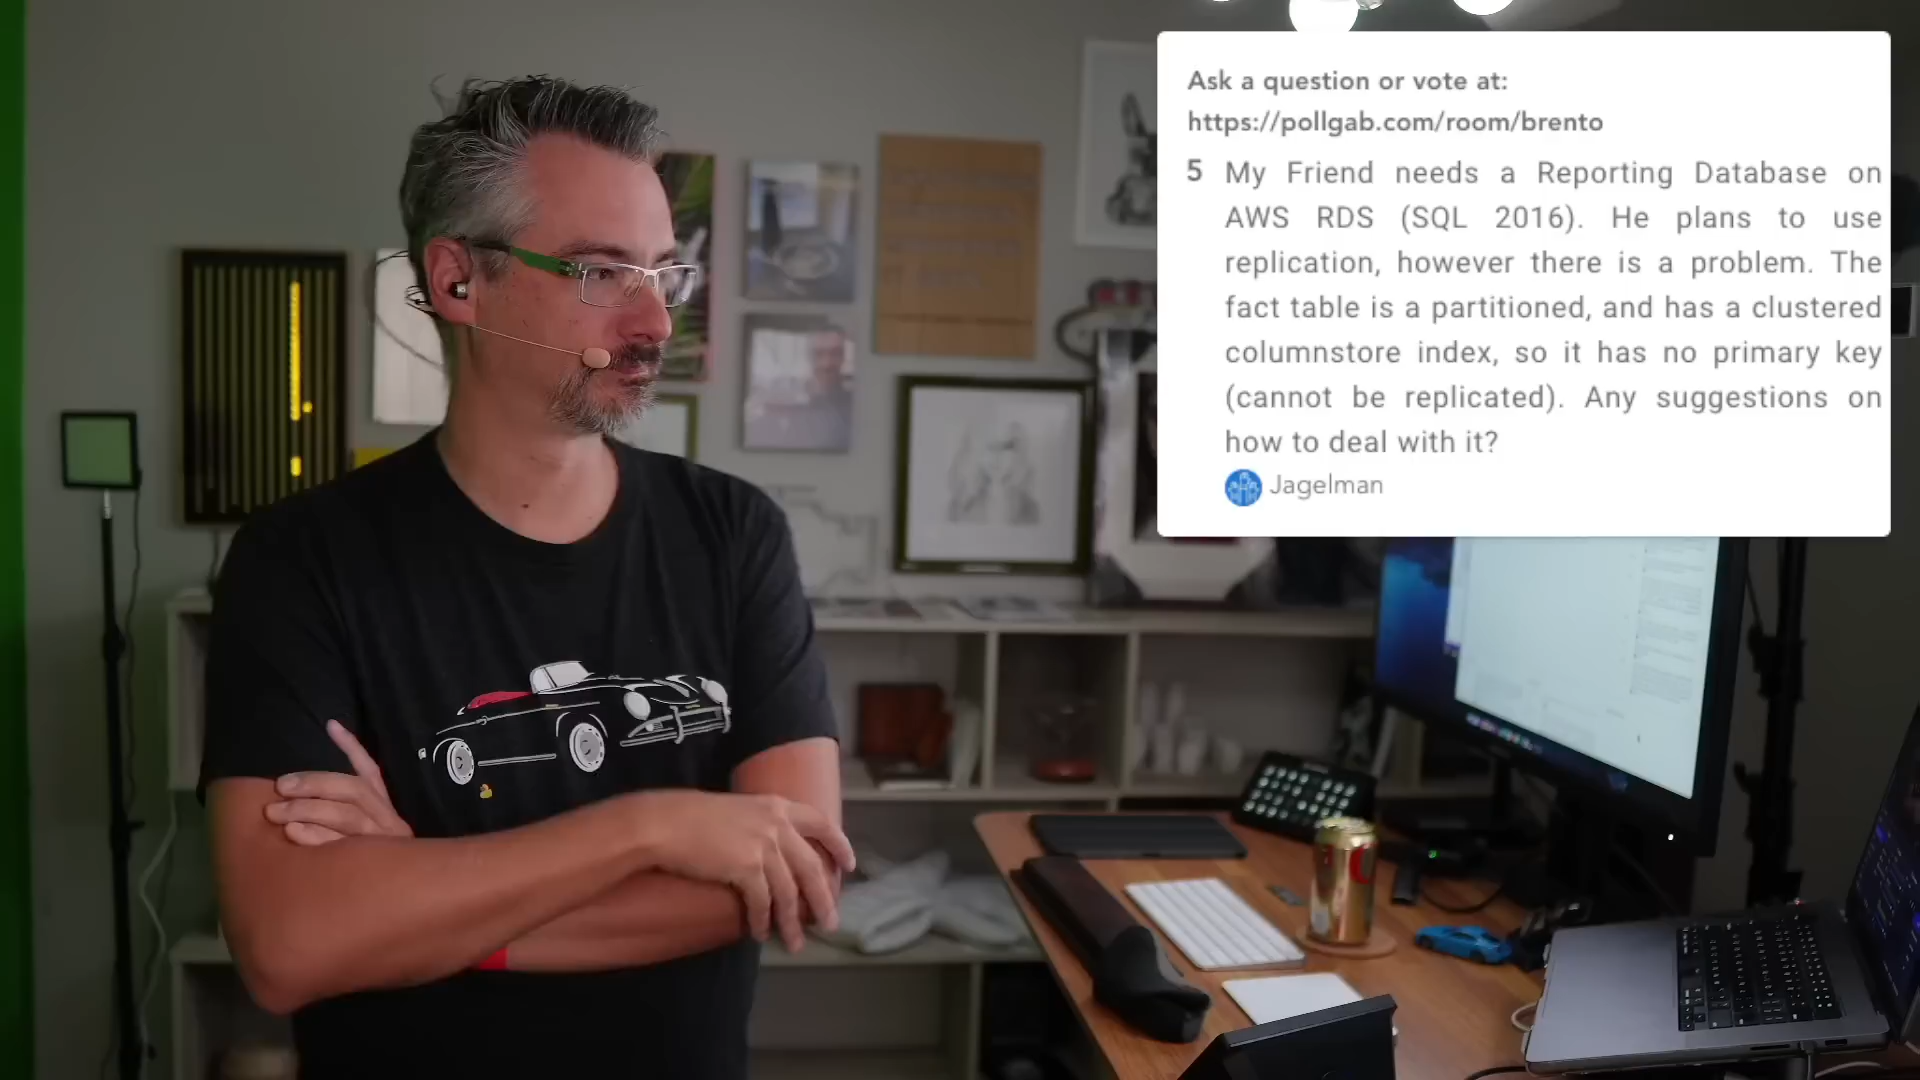 Ask a question or vote at:
https://pollgab.com/room/brento
5 My Friend needs a Reporting Database on
AWS RDS (SQL 2016). He plans to use
replication, however there is a problem. The
fact table is a partitioned, and has a clustered
columnstore index, so it has no primary key
(cannot be replicated). Any suggestions on
how to deal with it?
Jagelman